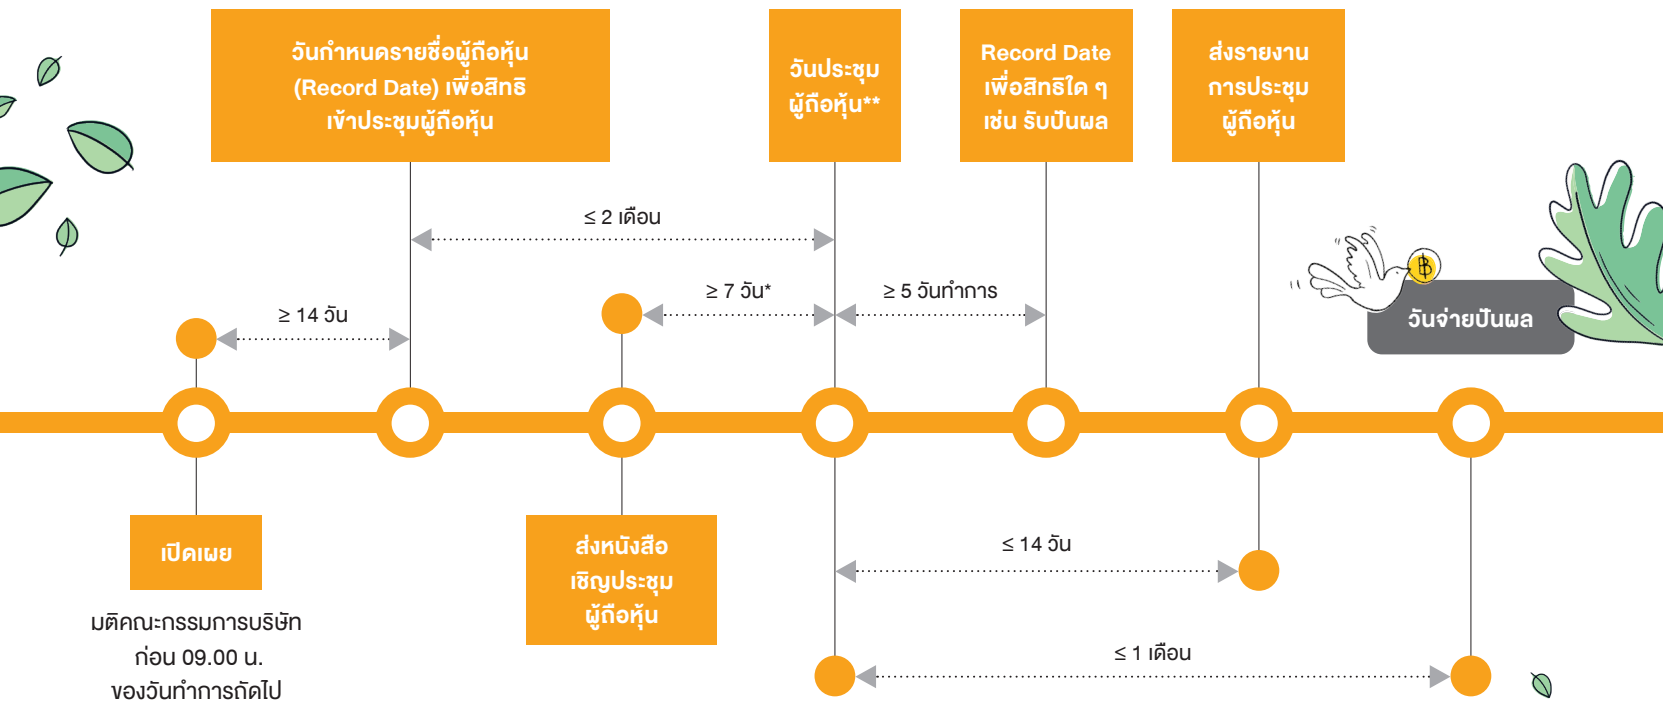 วันกำหนดรายชื่อผู้ถือหุ้น
(Record Date) เพื่อสิทธิ
เข้าประชุมผู้ถือหุ้น
วันประชุม
ผู้ถือหุ้น**
Record Date
เพื่อสิทธิใด ๆ
เช่น รับปันผล
ส่งรายงาน
การประชุม
ผู้ถือหุ้น
≤ 2 เดือน
≥ 14 วัน
≥ 7 วัน*
≥ 5 วันทำการ
฿
วันจ่ายปันผล
เปิดเผย
มติคณะกรรมการบริษัท
ก่อน 09.00 น.
ของวันทำการถัดไป
ส่งหนังสือ
เชิญประชุม
ผู้ถือหุ้น
≤ 14 วัน
≤ 1 เดือน